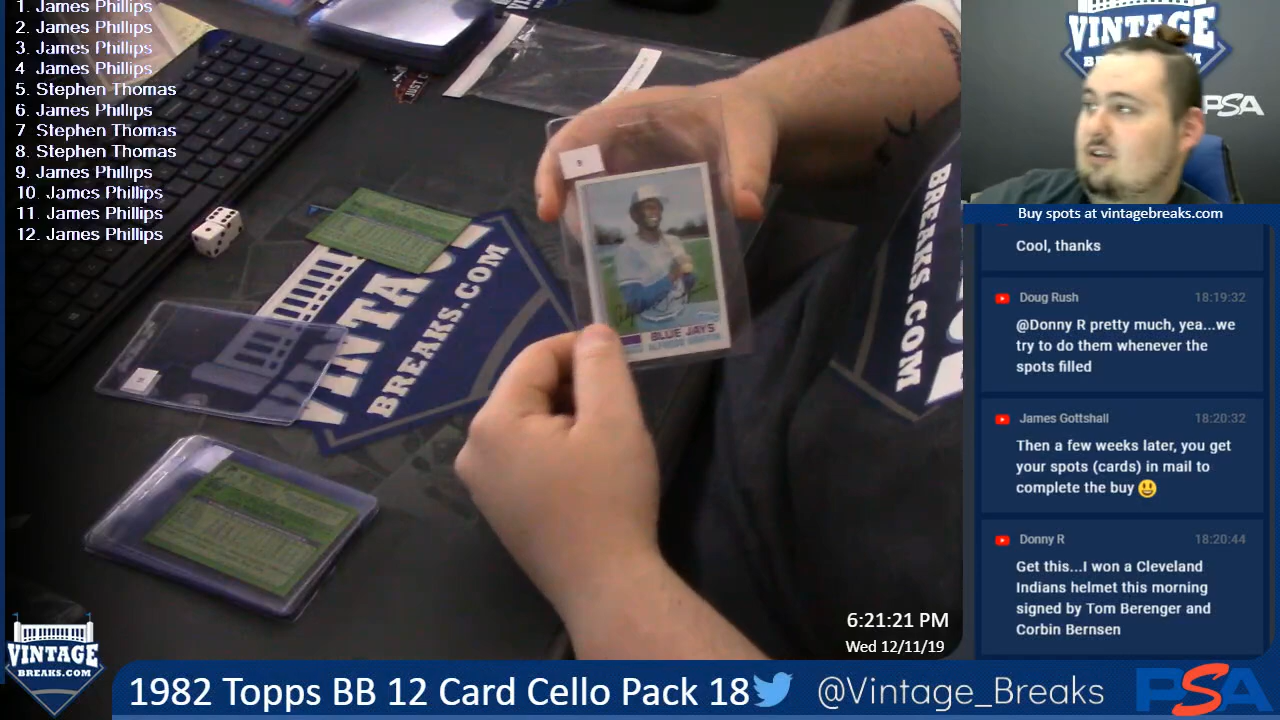 1. James Phillips
2. James Phillips
3. James Phillips
4 James Phillips
5. Stephen Thomas
6. James Phillips
7 Stephen Thomas
8. Stephen Thomas
9. James Phillips
10. James Phillips
11. James Phillips
12. James Phillips
VINTA
BREAKS.COM
BLUE JAYS
BREAKS.COM
VINTAGE
PSA
Buy spots at vintagebreaks.com
Cool, thanks
Doug Rush 18:19:32
@Donny R pretty much, yea...we
try to do them whenever the
spots filled
James Gottshall 18:20:32
Then a few weeks later, you get
your spots (cards) in mail to
complete the buy 😃
Donny R 18:20:44
Get this...I won a Cleveland
Indians helmet this morning
signed by Tom Berenger and
Corbin Bernsen
6:21:21 PM
Wed 12/11/19
VINTAGE
BREAKS.COM
1982 Topps BB 12 Card Cello Pack 18
@Vintage_Breaks
PSA